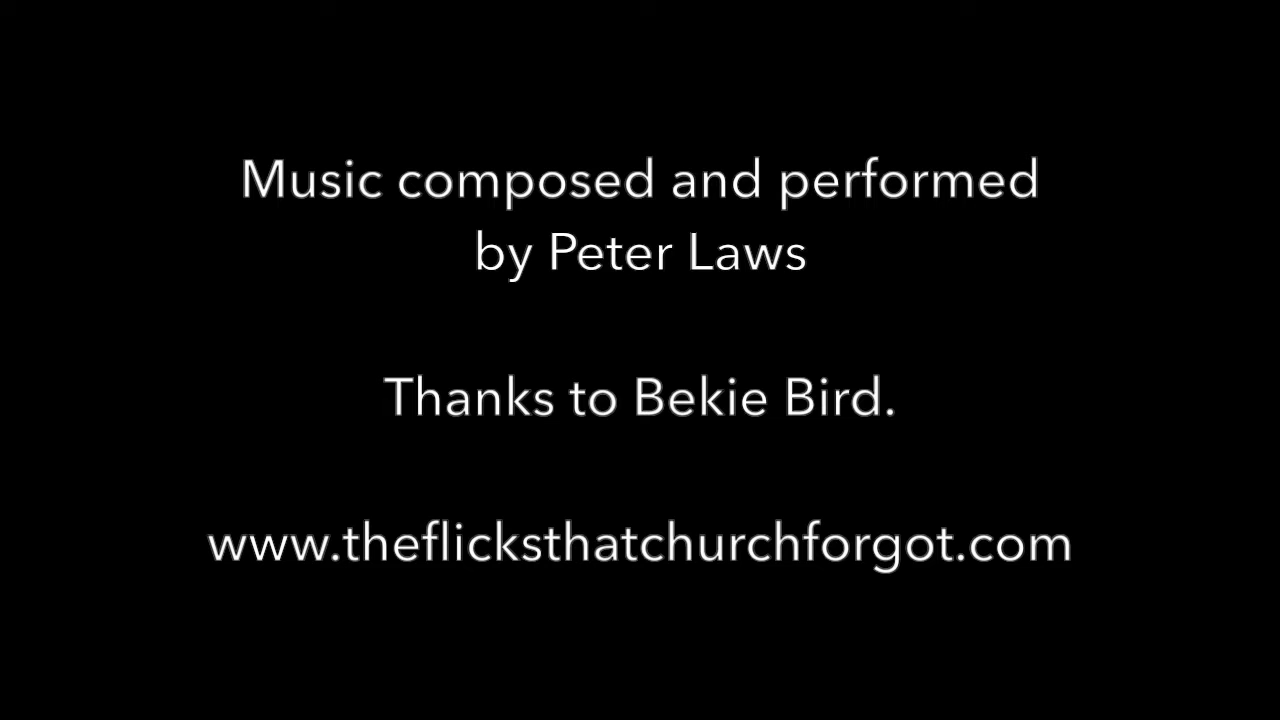 Music composed and performed
by Peter Laws
Thanks to Bekie Bird.
www.theflicksthatchurchforgot.com